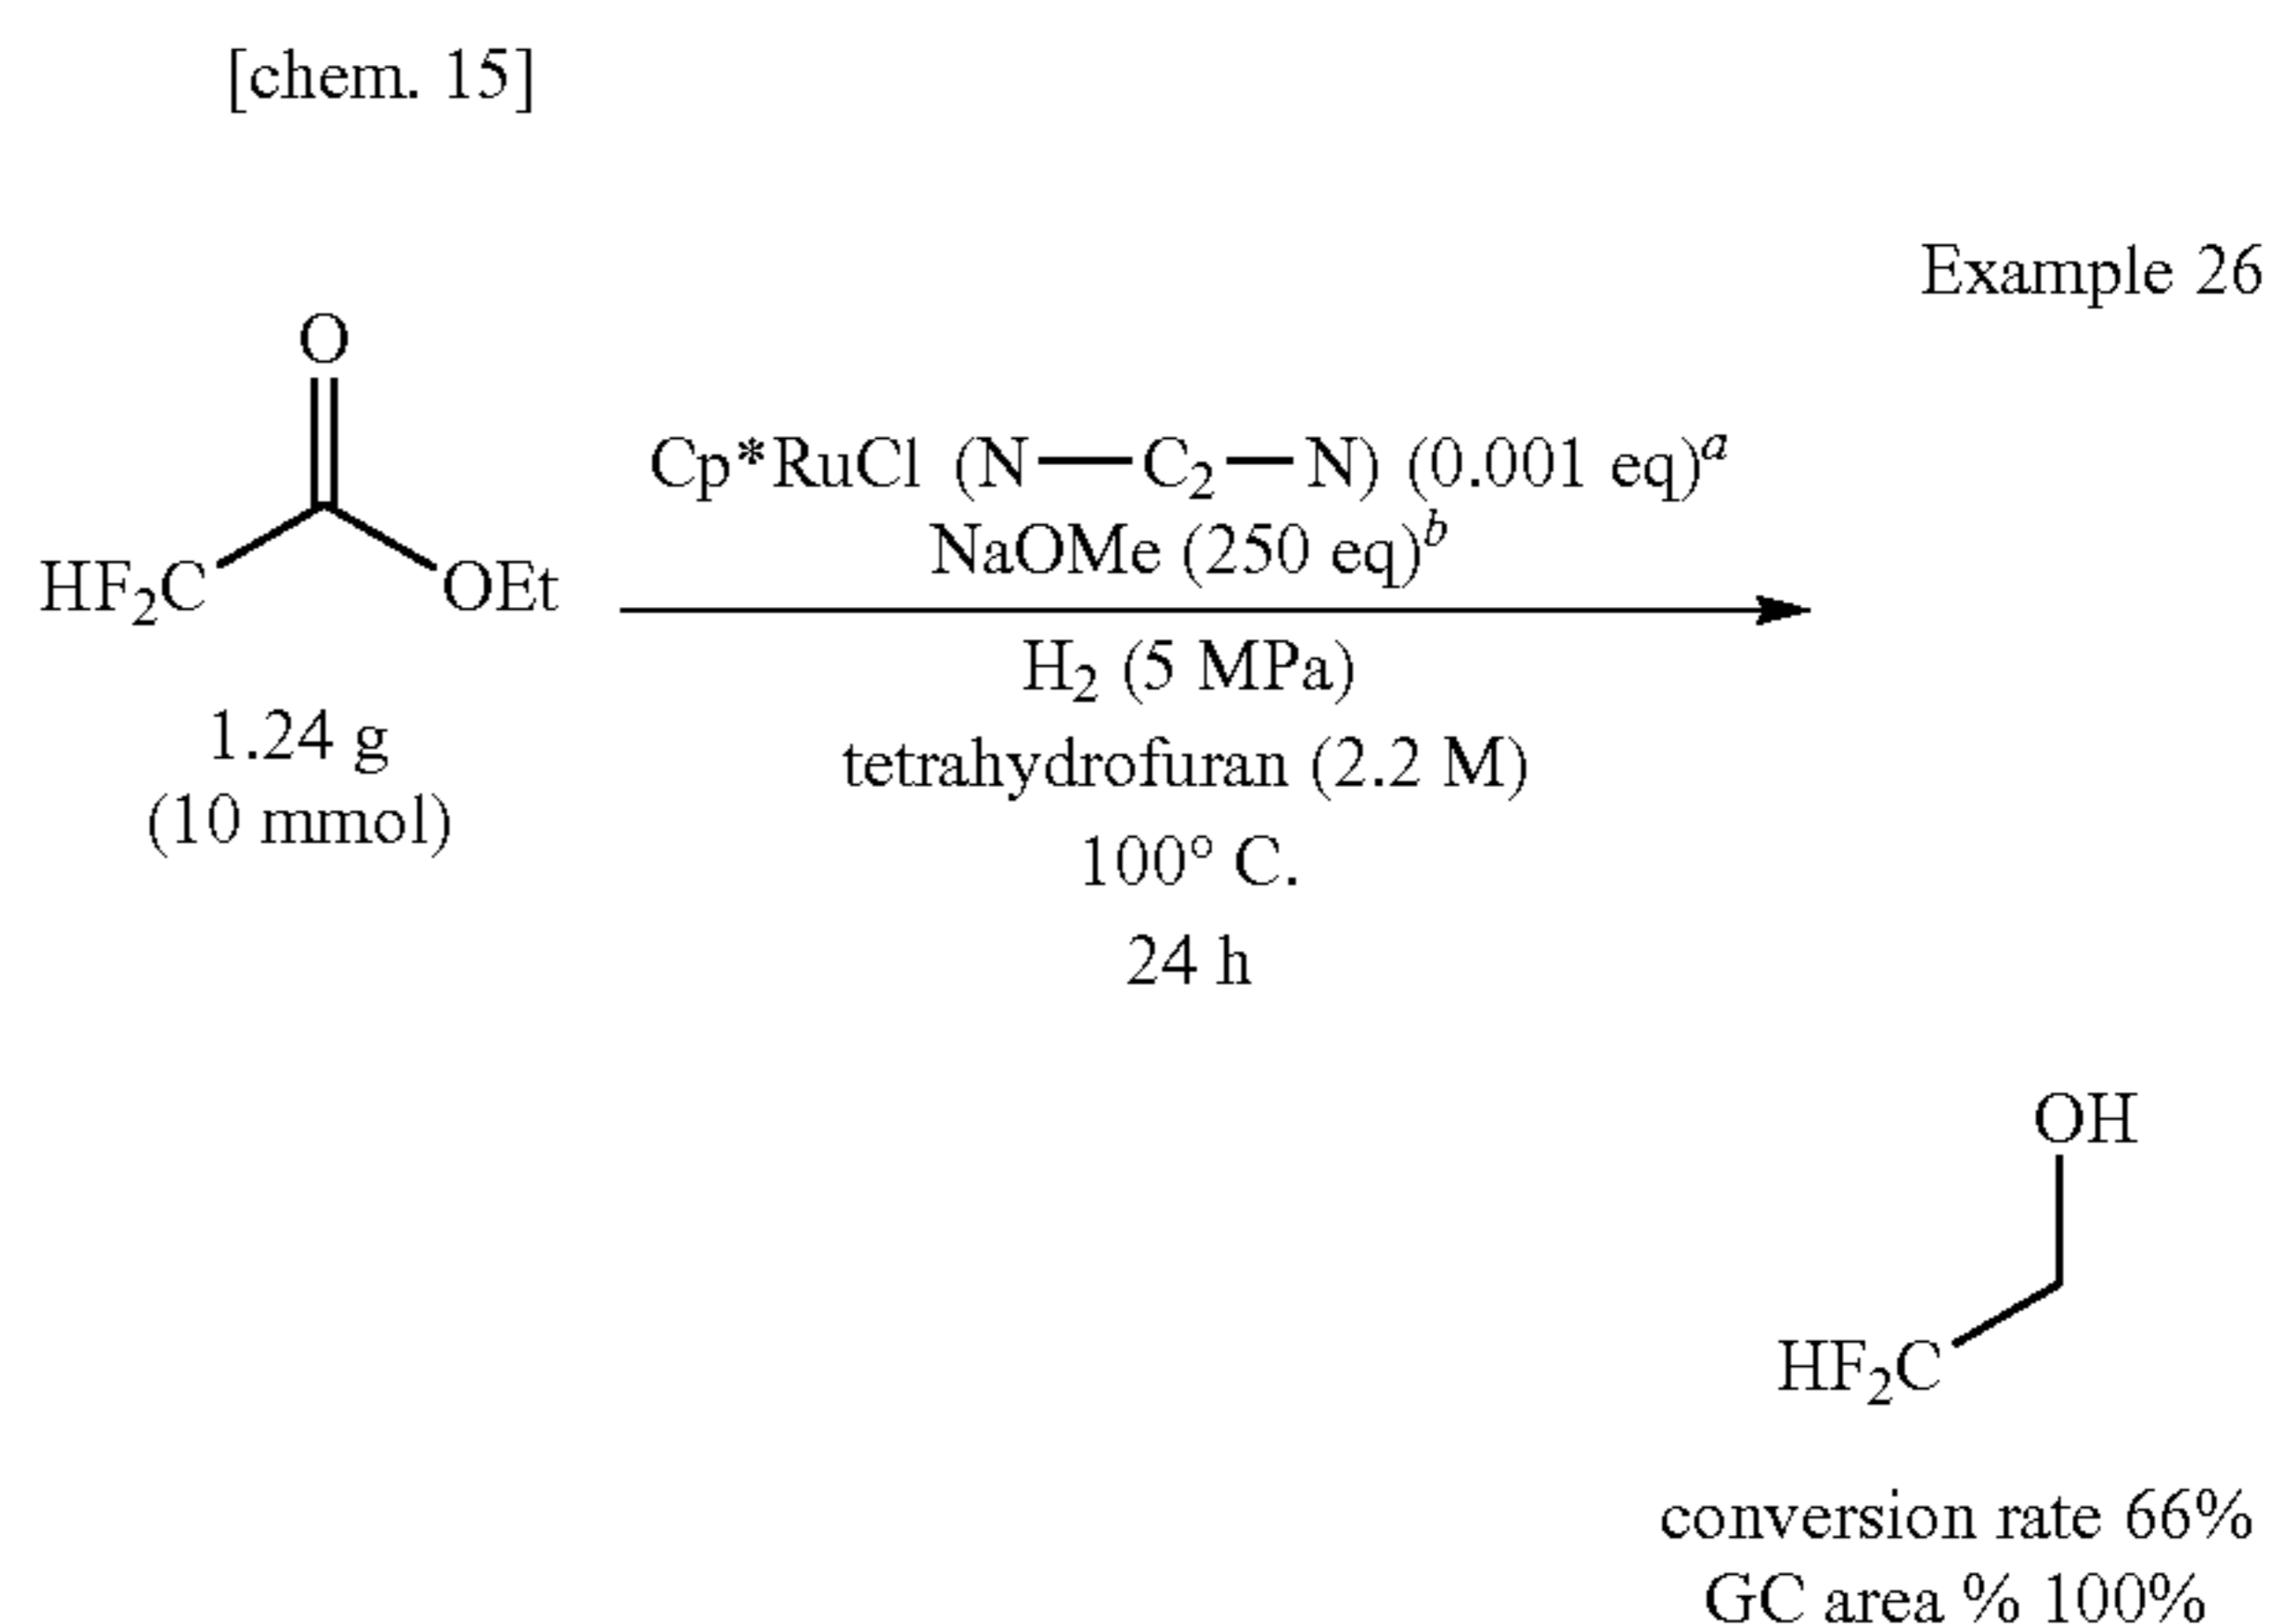 [chem. 15]
Example 26
O
HF₂C
OEt
1.24 g
(10 mmol)
Cp*RuCl (N—C₂—N) (0.001 eq)ᵃ
NaOMe (250 eq)ᵇ
H₂ (5 MPa)
tetrahydrofuran (2.2 M)
100° C.
24 h
OH
HF₂C
conversion rate 66%
GC area % 100%